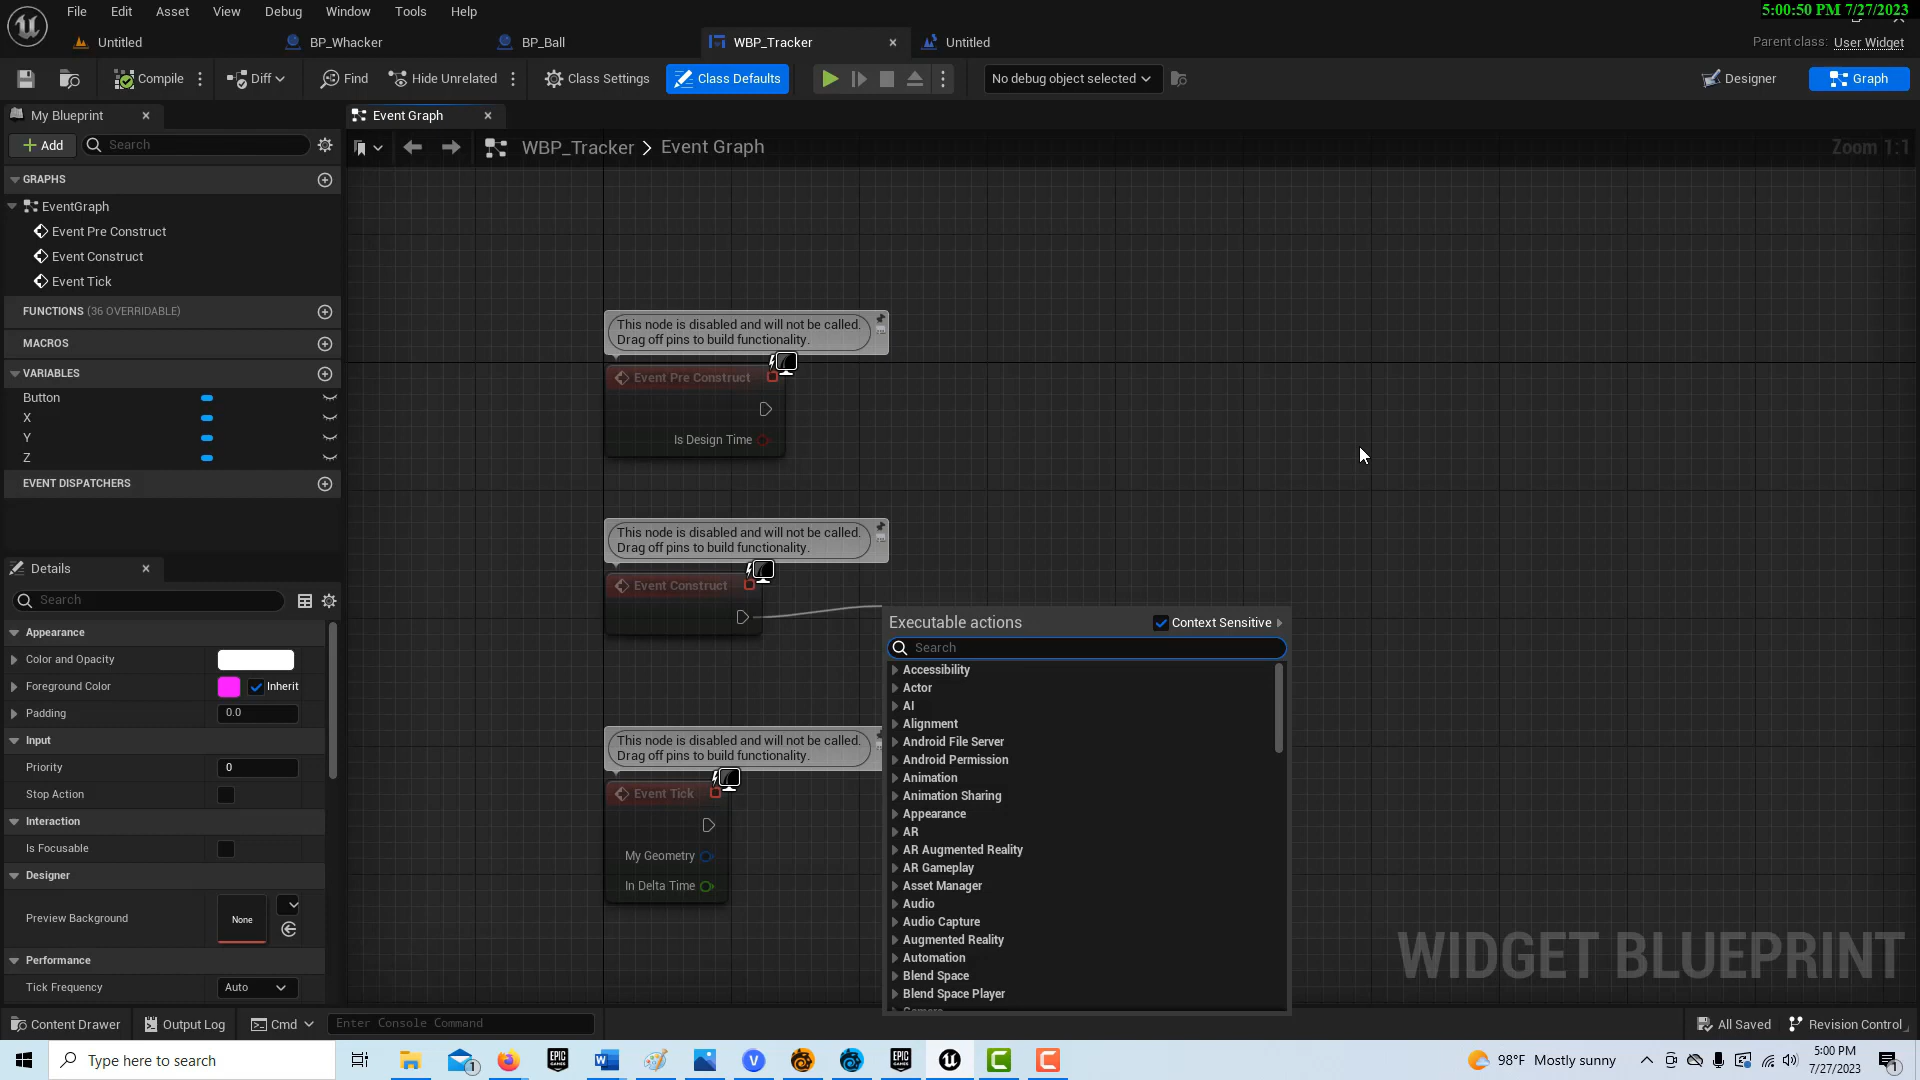 5:00:50 PM 7/27/2023
File Edit Asset View Debug Window Tools Help
Untitled BP_Whacker BP_Ball WBP_Tracker Untitled
Parent class: User Widget
Compile Diff Find Hide Unrelated Class Settings Class Defaults No debug object selected Designer Graph
My Blueprint
Event Graph
Add Search
WBP_Tracker > Event Graph
Zoom 1:1
GRAPHS
EventGraph
Event Pre Construct
Event Construct
Event Tick
FUNCTIONS (36 OVERRIDABLE)
MACROS
VARIABLES
Button
X
Y
Z
EVENT DISPATCHERS
This node is disabled and will not be called.
Drag off pins to build functionality.
Event Pre Construct
Is Design Time
This node is disabled and will not be called.
Drag off pins to build functionality.
Event Construct
This node is disabled and will not be called.
Drag off pins to build functionality.
Event Tick
My Geometry
In Delta Time
Executable actions Context Sensitive
Search
Accessibility
Actor
AI
Alignment
Android File Server
Android Permission
Animation
Animation Sharing
Appearance
AR
AR Augmented Reality
AR Gameplay
Asset Manager
Audio
Audio Capture
Augmented Reality
Automation
Blend Space
Blend Space Player
Details
Search
Appearance
Color and Opacity
Foreground Color Inherit
Padding 0.0
Input
Priority 0
Stop Action
Interaction
Is Focusable
Designer
Preview Background None
Performance
Tick Frequency Auto
WIDGET BLUEPRINT
Content Drawer Output Log Cmd Enter Console Command
All Saved Revision Control
Type here to search
98°F Mostly sunny
5:00 PM
7/27/2023